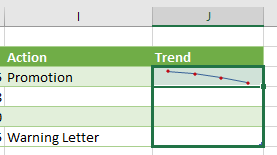 I J
Action Trend
Promotion
Warning Letter